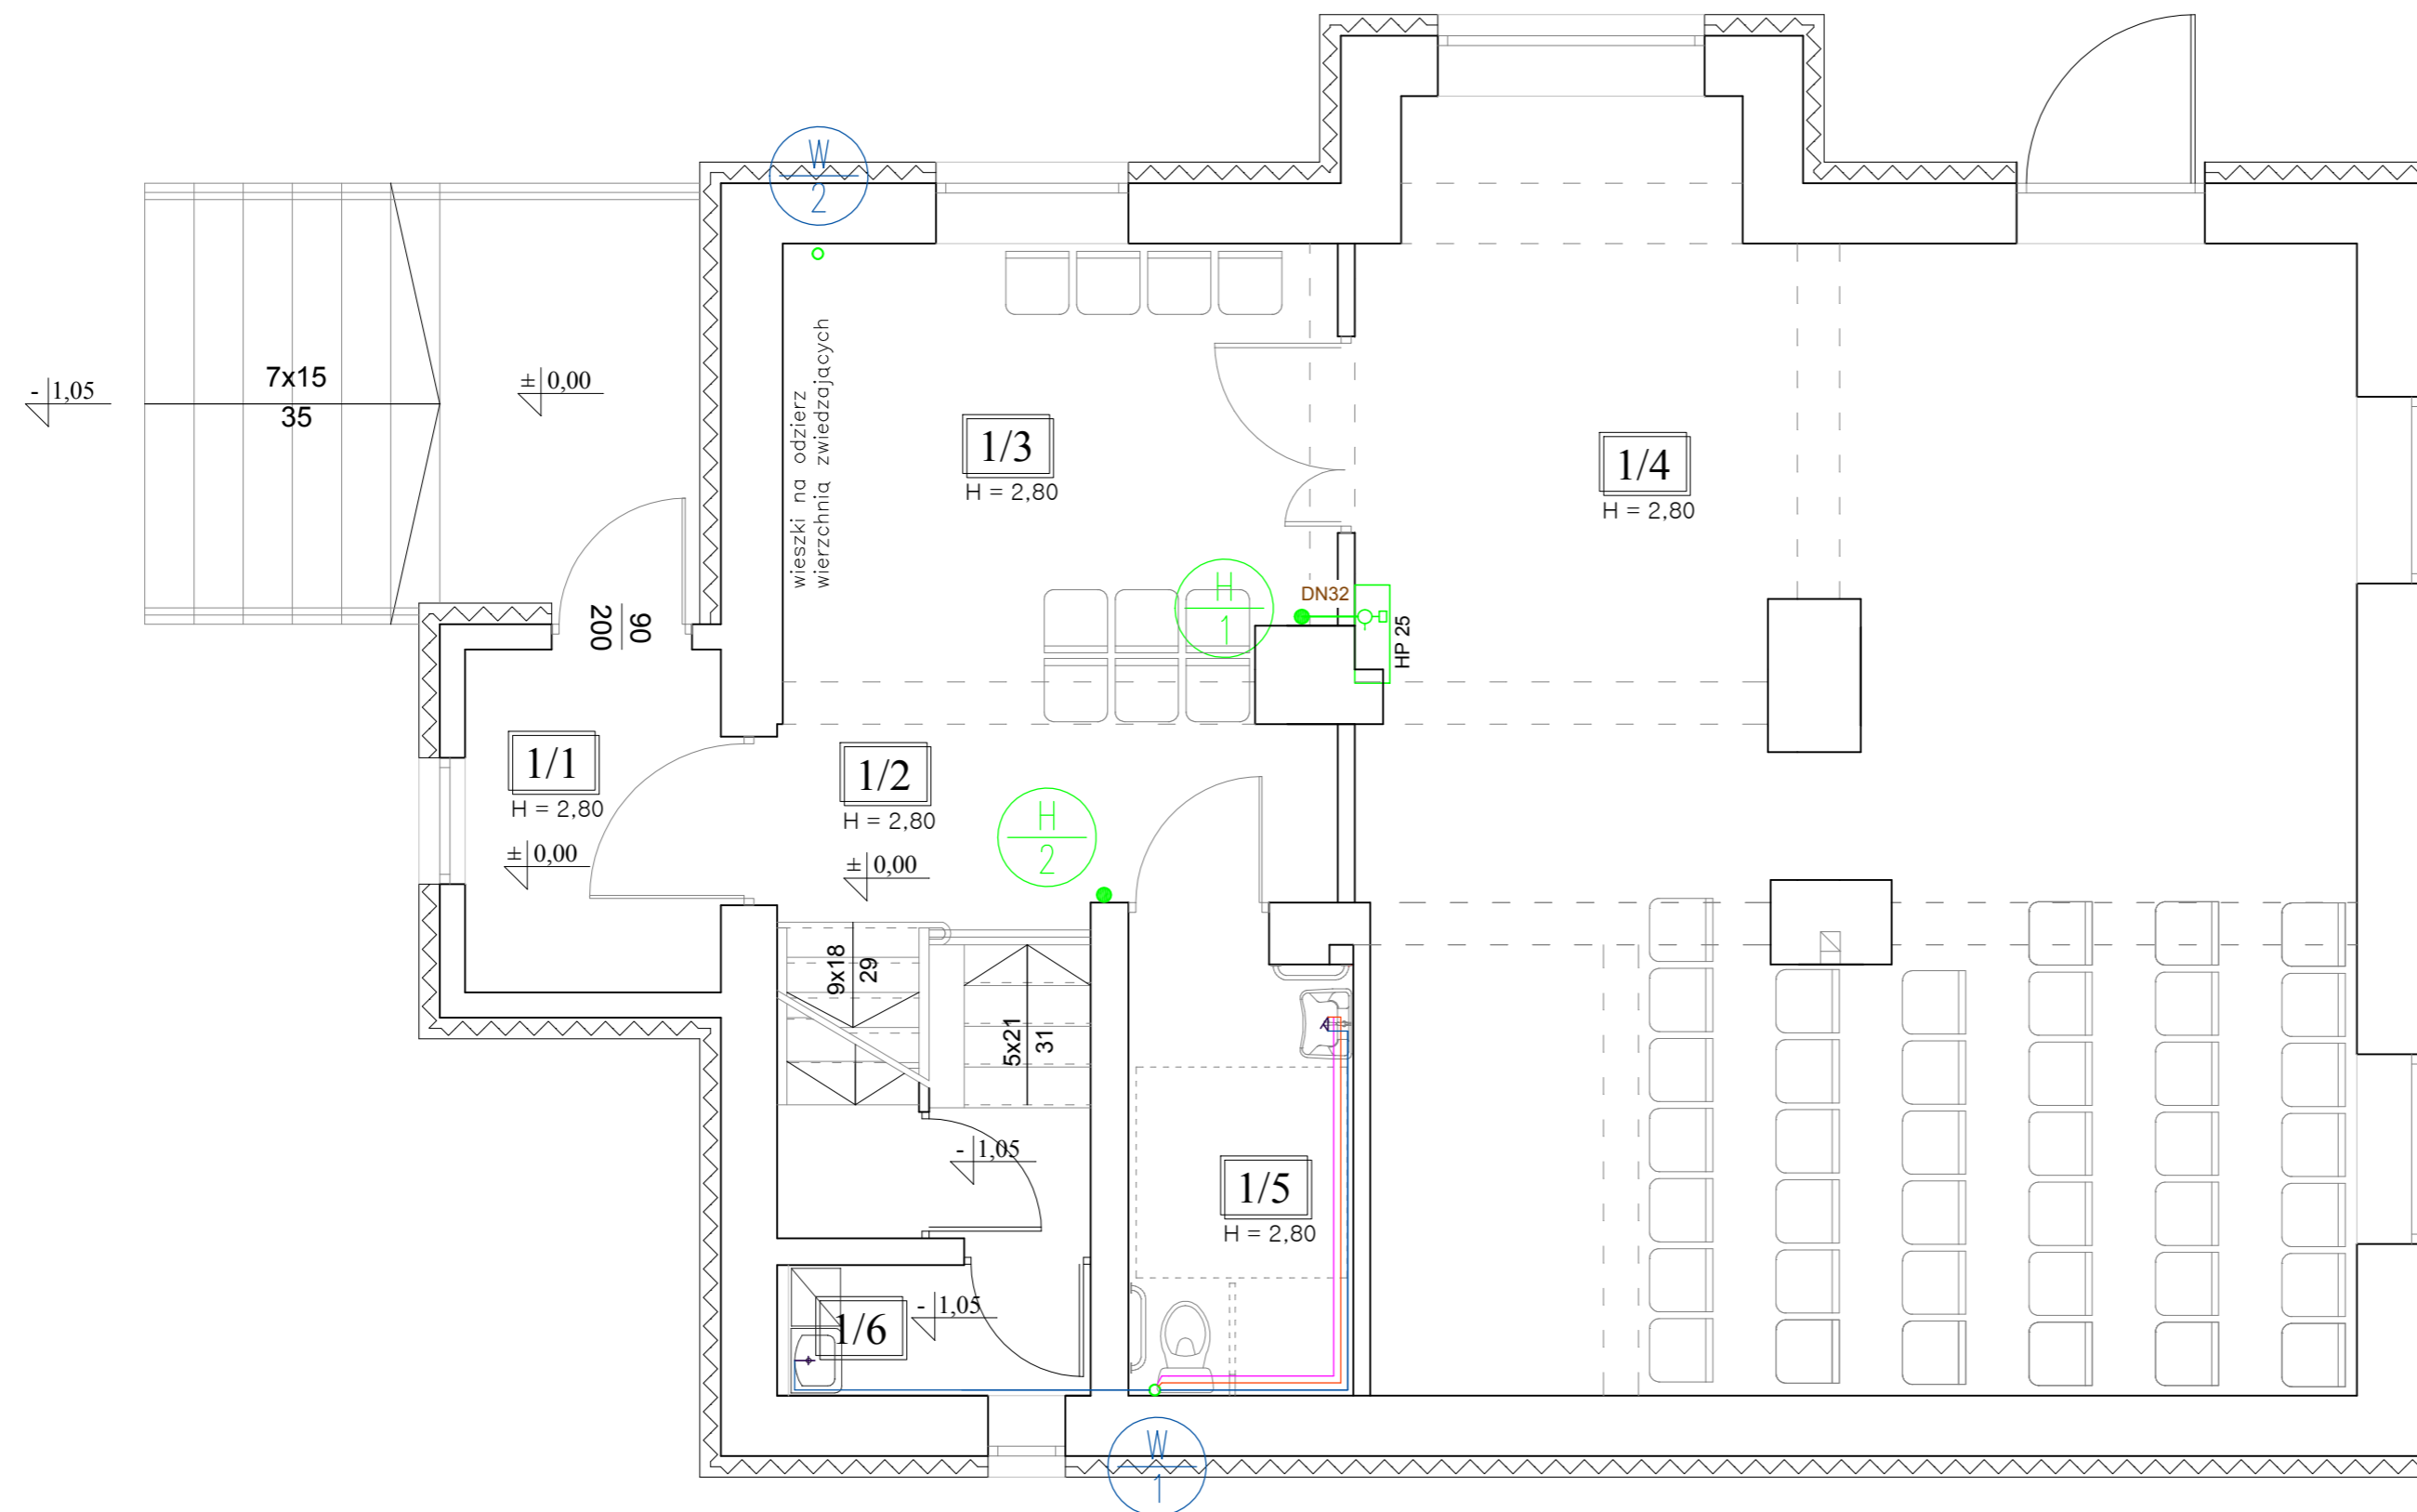 W
2
- 1,05
7x15
35
± 0,00
wieszki na odzierz
wierzchnią zwiedzających
1/3
H = 2,80
1/4
H = 2,80
90
200
H
1
DN32
HP 25
1/1
H = 2,80
± 0,00
1/2
H = 2,80
± 0,00
H
2
9x18
29
5x21
31
- 1,05
1/5
H = 2,80
1/6
- 1,05
W
1